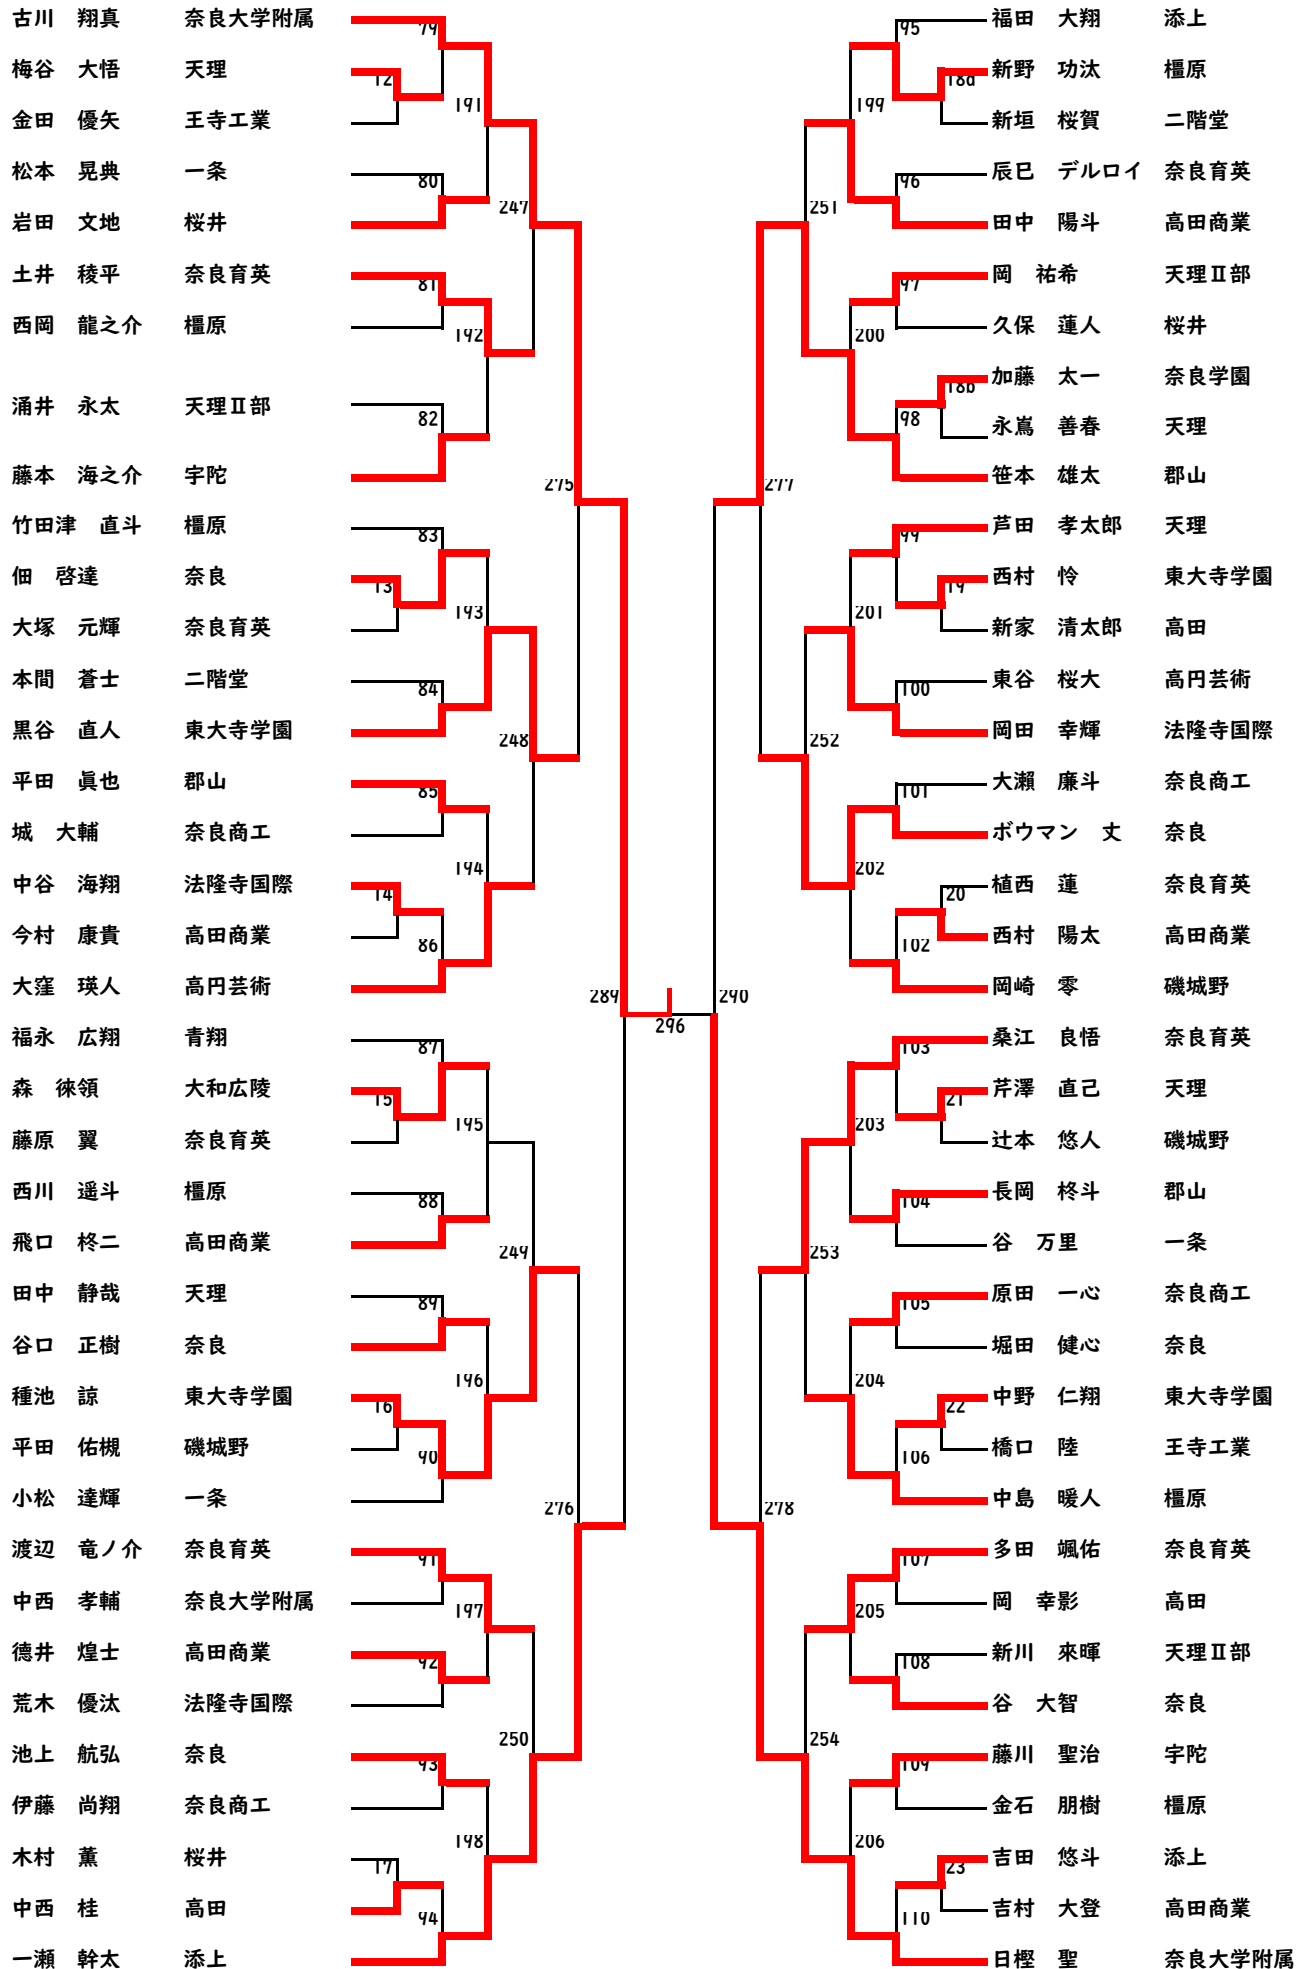 古川　翔真　奈良大学附属
梅谷　大悟　天理
金田　優矢　王寺工業
松本　晃典　一条
岩田　文地　桜井
土井　稜平　奈良育英
西岡　龍之介　橿原
涌井　永太　天理Ⅱ部
藤本　海之介　宇陀
竹田津　直斗　橿原
佃　啓達　奈良
大塚　元輝　奈良育英
本間　蒼士　二階堂
黒谷　直人　東大寺学園
平田　眞也　郡山
城　大輔　奈良商工
中谷　海翔　法隆寺国際
今村　康貴　高田商業
大窪　瑛人　高円芸術
福永　広翔　青翔
森　徠領　大和広陵
藤原　翼　奈良育英
西川　遥斗　橿原
飛口　柊二　高田商業
田中　静哉　天理
谷口　正樹　奈良
種池　諒　東大寺学園
平田　佑槻　磯城野
小松　達輝　一条
渡辺　竜ノ介　奈良育英
中西　孝輔　奈良大学附属
德井　煌士　高田商業
荒木　優汰　法隆寺国際
池上　航弘　奈良
伊藤　尚翔　奈良商工
木村　薫　桜井
中西　桂　高田
一瀬　幹太　添上
79
12
191
80
247
81
192
82
275
83
13
193
84
248
85
194
14
86
289
87
15
195
88
249
89
196
16
90
276
91
197
92
250
93
198
17
94
296
95
18a
199
96
251
97
200
18b
98
277
99
19
201
100
252
101
202
20
102
290
103
21
203
104
253
105
204
22
106
278
107
205
108
254
109
206
23
110
福田　大翔　添上
新野　功汰　橿原
新垣　桜賀　二階堂
辰巳　デルロイ　奈良育英
田中　陽斗　高田商業
岡　祐希　天理Ⅱ部
久保　蓮人　桜井
加藤　太一　奈良学園
永嶌　善春　天理
笹本　雄太　郡山
芦田　孝太郎　天理
西村　怜　東大寺学園
新家　清太郎　高田
東谷　桜大　高円芸術
岡田　幸輝　法隆寺国際
大瀬　廉斗　奈良商工
ボウマン　丈　奈良
植西　蓮　奈良育英
西村　陽太　高田商業
岡崎　零　磯城野
桑江　良悟　奈良育英
芹澤　直己　天理
辻本　悠人　磯城野
長岡　柊斗　郡山
谷　万里　一条
原田　一心　奈良商工
堀田　健心　奈良
中野　仁翔　東大寺学園
橋口　陸　王寺工業
中島　暖人　橿原
多田　颯佑　奈良育英
岡　幸影　高田
新川　來暉　天理Ⅱ部
谷　大智　奈良
藤川　聖治　宇陀
金石　朋樹　橿原
吉田　悠斗　添上
吉村　大登　高田商業
日樫　聖　奈良大学附属